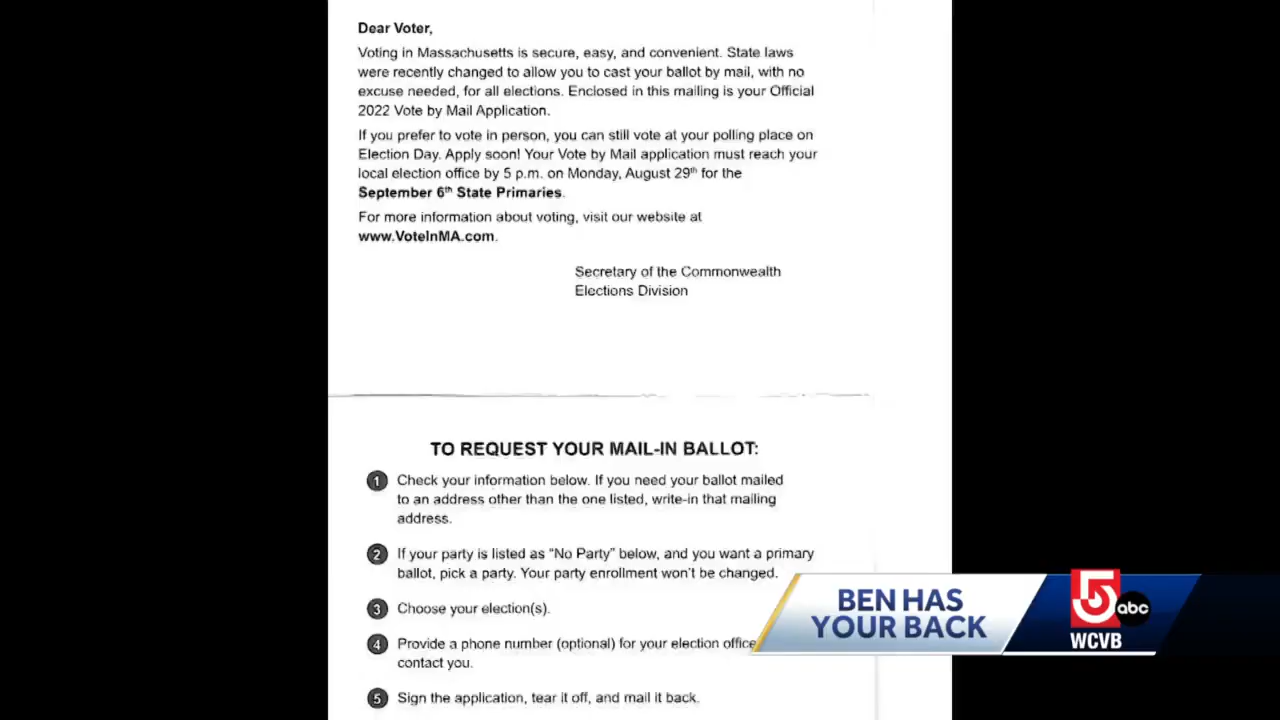 Dear Voter,
Voting in Massachusetts is secure, easy, and convenient. State laws
were recently changed to allow you to cast your ballot by mail, with no
excuse needed, for all elections. Enclosed in this mailing is your Official
2022 Vote by Mail Application.
If you prefer to vote in person, you can still vote at your polling place on
Election Day. Apply soon! Your Vote by Mail application must reach your
local election office by 5 p.m. on Monday, August 29th for the
September 6th State Primaries.
For more information about voting, visit our website at
www.VoteInMA.com.
Secretary of the Commonwealth
Elections Division
TO REQUEST YOUR MAIL-IN BALLOT:
1 Check your information below. If you need your ballot mailed
to an address other than the one listed, write-in that mailing
address.
2 If your party is listed as “No Party” below, and you want a primary
ballot, pick a party. Your party enrollment won't be changed.
3 Choose your election(s).
4 Provide a phone number (optional) for your election office
contact you.
5 Sign the application, tear it off, and mail it back.
BEN HAS
YOUR BACK
5 abc
WCVB